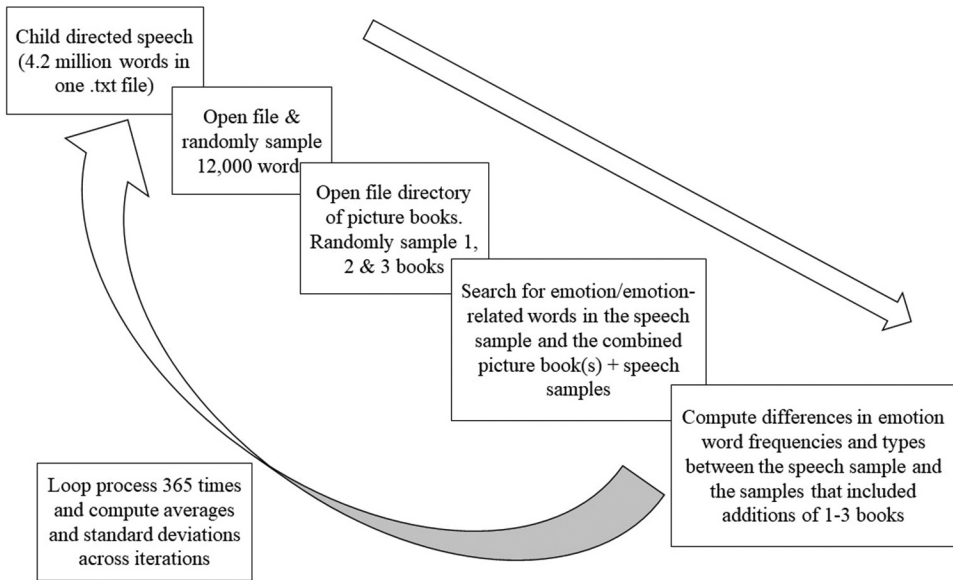 Child directed speech
(4.2 million words in
one .txt file)
Open file &
randomly sample
12,000 word
Open file directory
of picture books.
Randomly sample 1,
2 & 3 books
Search for emotion/emotion-
related words in the speech
sample and the combined
picture book(s) + speech
samples
Compute differences in emotion
word frequencies and types
between the speech sample and
the samples that included
additions of 1-3 books
Loop process 365 times
and compute averages
and standard deviations
across iterations